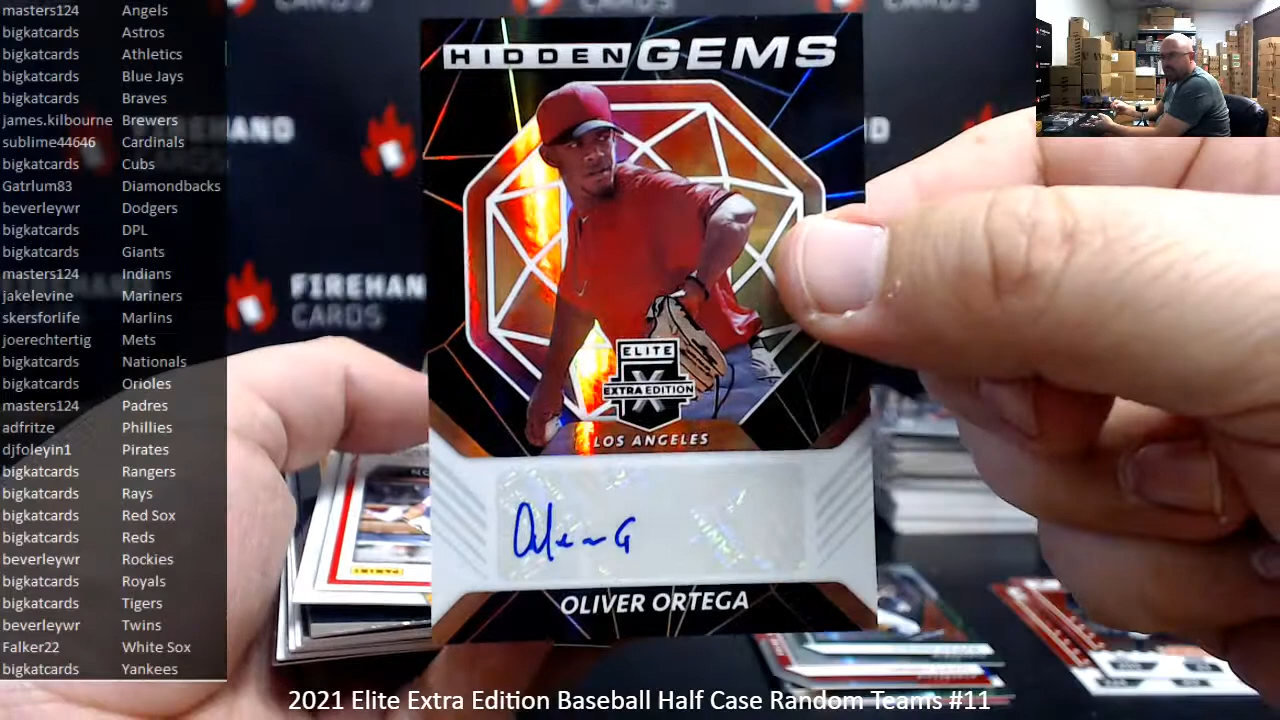 masters124 Angels
bigkatcards Astros
bigkatcards Athletics
bigkatcards Blue Jays
bigkatcards Braves
james.kilbourne Brewers
sublime44646 Cardinals
bigkatcards Cubs
Gatrlum83 Diamondbacks
beverleywr Dodgers
bigkatcards DPL
bigkatcards Giants
masters124 Indians
jakelevine Mariners
skersforlife Marlins
joerechtertig Mets
bigkatcards Nationals
bigkatcards Orioles
masters124 Padres
adfritze Phillies
djfoleyin1 Pirates
bigkatcards Rangers
bigkatcards Rays
bigkatcards Red Sox
bigkatcards Reds
beverleywr Rockies
bigkatcards Royals
bigkatcards Tigers
beverleywr Twins
Falker22 White Sox
bigkatcards Yankees
HIDDEN GEMS
ELITE
X
EXTRA EDITION
LOS ANGELES
OLIVER ORTEGA
FIREHAN
CARDS
PANINI
2021 Elite Extra Edition Baseball Half Case Random Teams #11